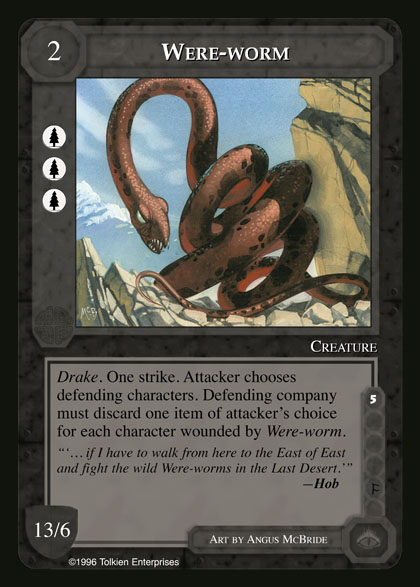 2
WERE-WORM
McB
CREATURE
Drake. One strike. Attacker chooses
defending characters. Defending company
must discard one item of attacker’s choice
for each character wounded by Were-worm.
5
“‘… if I have to walk from here to the East of East
and fight the wild Were-worms in the Last Desert.’”
—Hob
13/6
ART BY ANGUS MCBRIDE
©1996 Tolkien Enterprises